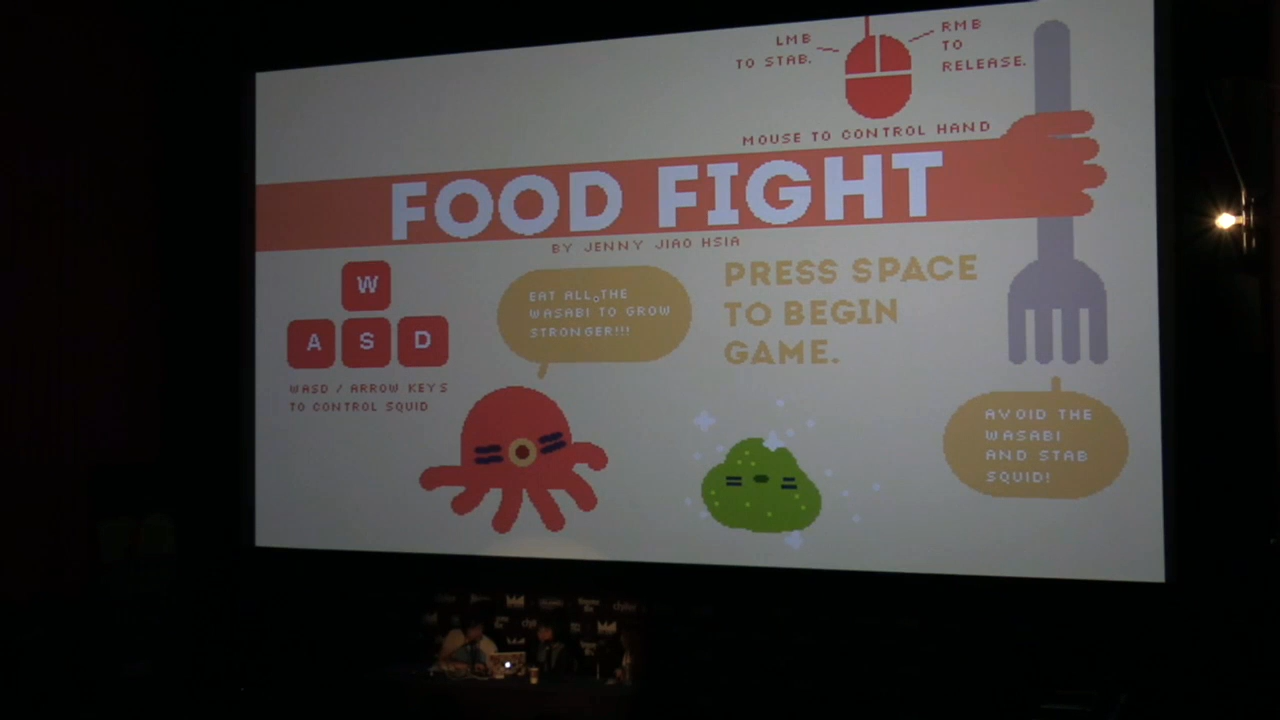 LMB
TO STAB.
RMB
TO
RELEASE.
MOUSE TO CONTROL HAND
FOOD FIGHT
BY JENNY JIAO HSIA
W
A S D
WASD / ARROW KEYS
TO CONTROL SQUID
EAT ALL THE
WASABI TO GROW
STRONGER!!!
PRESS SPACE
TO BEGIN
GAME.
AVOID THE
WASABI
AND STAB
SQUID!